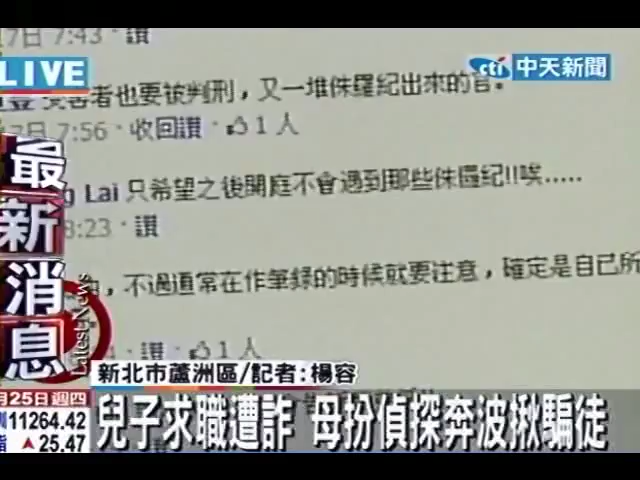 7日 7:43 · 讚
LIVE
cti 中天新聞
受害者也要被判刑，又一堆侏羅紀出來的官。
7日 7:56 · 收回讚 · 1 人
最新消息
Latest News
Lai 只希望之後開庭不會遇到那些侏儸紀!!唉.....
8:23 · 讚
，不過通常在作筆錄的時候就要注意，確定是自己所
讚 · 1 人
新北市蘆洲區/記者:楊容
月25日週四
11264.42
▲ 25.47
兒子求職遭詐 母扮偵探奔波揪騙徒